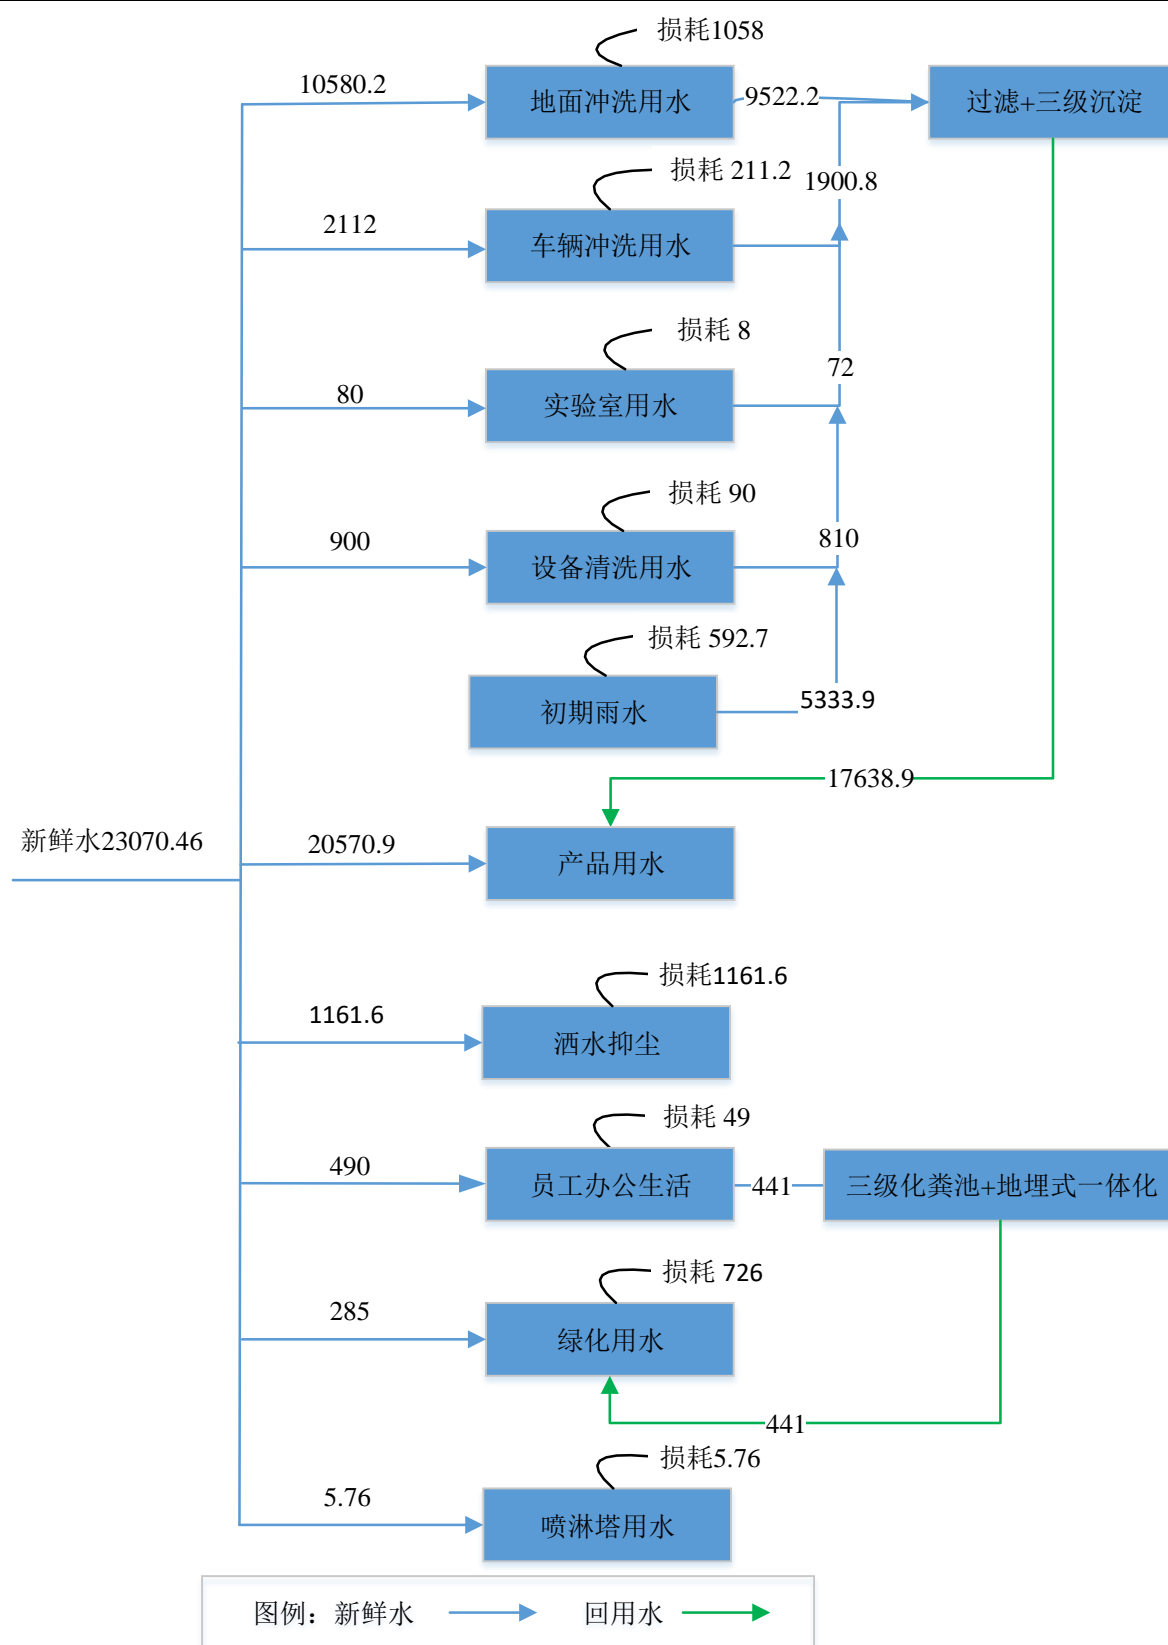 损耗1058
10580.2
地面冲洗用水
9522.2
过滤+三级沉淀
损耗 211.2
1900.8
2112
车辆冲洗用水
损耗 8
72
80
实验室用水
损耗 90
810
900
设备清洗用水
损耗 592.7
初期雨水
5333.9
17638.9
新鲜水23070.46
20570.9
产品用水
损耗1161.6
1161.6
洒水抑尘
损耗 49
490
员工办公生活
441
三级化粪池+地埋式一体化
损耗 726
285
绿化用水
441
损耗5.76
5.76
喷淋塔用水
图例：新鲜水
回用水